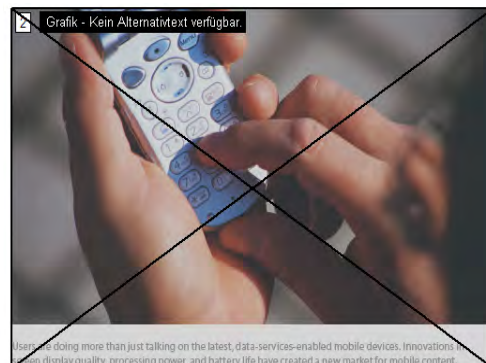 2 Grafik - Kein Alternativtext verfügbar.
Users are doing more than just talking on the latest, data-services-enabled mobile devices. Innovations in
screen display quality, processing power, and battery life have created a new market for mobile content